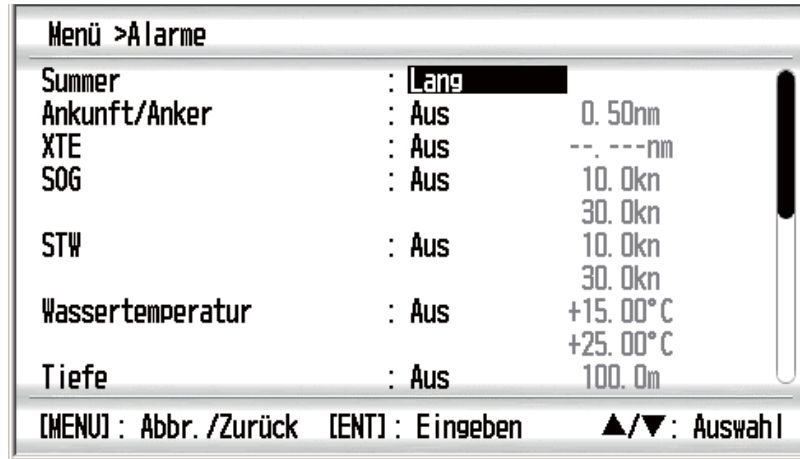 Menü >Alarme
Summer : Lang
Ankunft/Anker : Aus 0.50nm
XTE : Aus --.---nm
SOG : Aus 10.0kn
30.0kn
STW : Aus 10.0kn
30.0kn
Wassertemperatur : Aus +15.00°C
+25.00°C
Tiefe : Aus 100.0m
[MENU]: Abbr./Zurück [ENT]: Eingeben ▲/▼: Auswahl